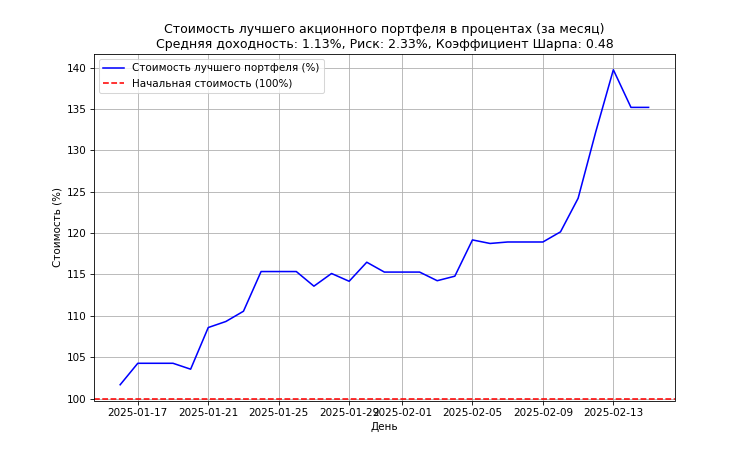 Стоимость лучшего акционного портфеля в процентах (за месяц)
Средняя доходность: 1.13%, Риск: 2.33%, Коэффициент Шарпа: 0.48
Стоимость лучшего портфеля (%)
Начальная стоимость (100%)
Стоимость (%)
140
135
130
125
120
115
110
105
100
2025-01-17 2025-01-21 2025-01-25 2025-01-29 2025-02-01 2025-02-05 2025-02-09 2025-02-13
День